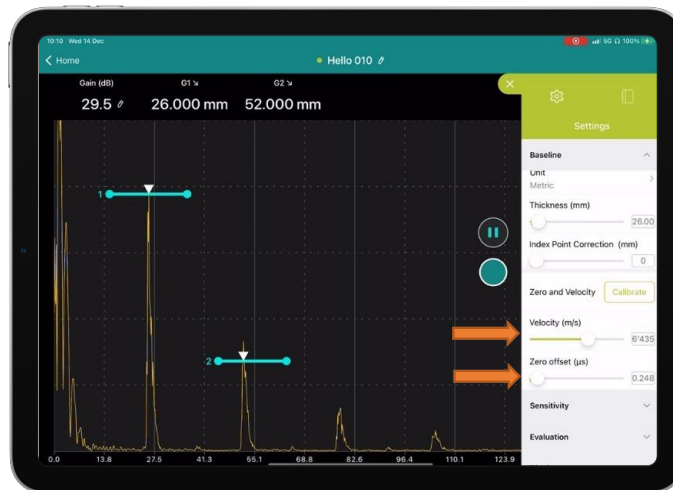 10:10 Wed 14 Dec
5G 100%
Home
Hello 010
Gain (dB) G1 G2
29.5 26.000 mm 52.000 mm
Settings
Baseline
Unit
Metric
Thickness (mm)
26.00
Index Point Correction (mm)
0
Zero and Velocity Calibrate
Velocity (m/s)
6'435
Zero offset (µs)
0.248
Sensitivity
Evaluation
1
2
0.0 13.8 27.5 41.3 55.1 68.8 82.6 96.4 110.1 123.9